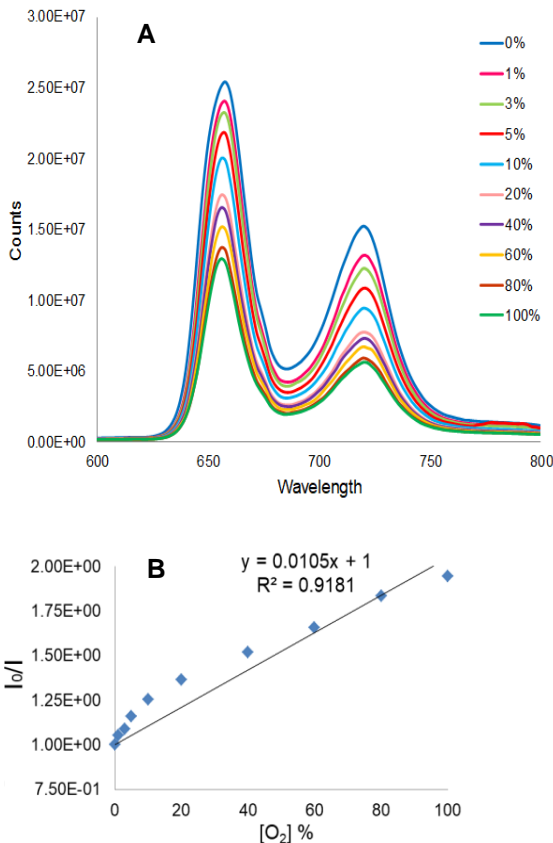 A
3.00E+07
2.50E+07
2.00E+07
1.50E+07
1.00E+07
5.00E+06
0.00E+00
Counts
600
650
700
750
800
Wavelength
0%
1%
3%
5%
10%
20%
40%
60%
80%
100%
B
y = 0.0105x + 1
R² = 0.9181
2.00E+00
1.75E+00
1.50E+00
1.25E+00
1.00E+00
7.50E-01
I₀/I
0
20
40
60
80
100
[O₂] %